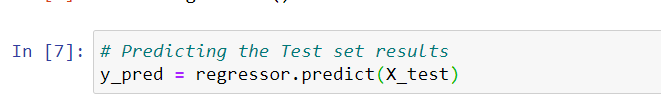 In [7]: # Predicting the Test set results
y_pred = regressor.predict(X_test)